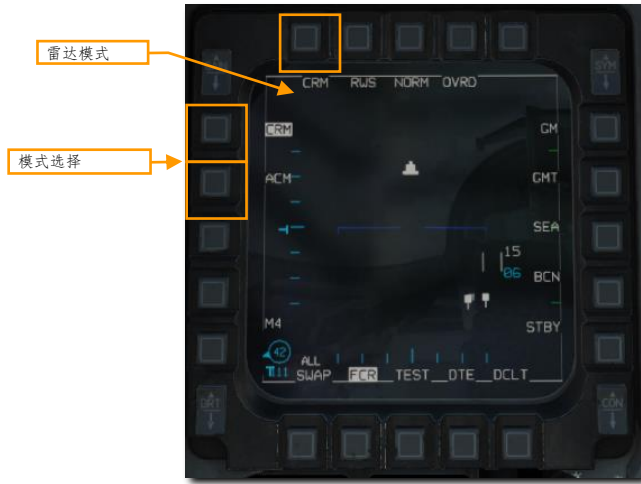 雷达模式
模式选择
SYM
CRM RWS NORM OVRD
CRM
GM
ACM
GMT
SEA
15
06
BCN
M4
STBY
42
ALL
11
SWAP FCR TEST DTE DCLT
BRT
CON